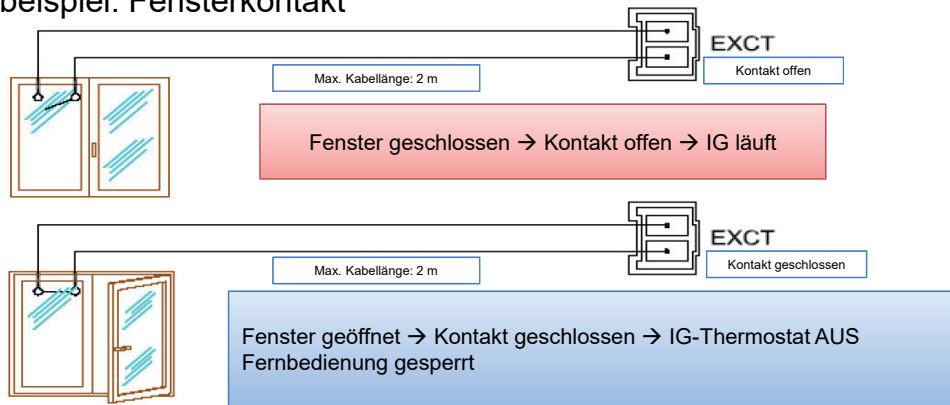 beispiel: Fensterkontakt
EXCT
Max. Kabellänge: 2 m
Kontakt offen
Fenster geschlossen → Kontakt offen → IG läuft
EXCT
Max. Kabellänge: 2 m
Kontakt geschlossen
Fenster geöffnet → Kontakt geschlossen → IG-Thermostat AUS
Fernbedienung gesperrt